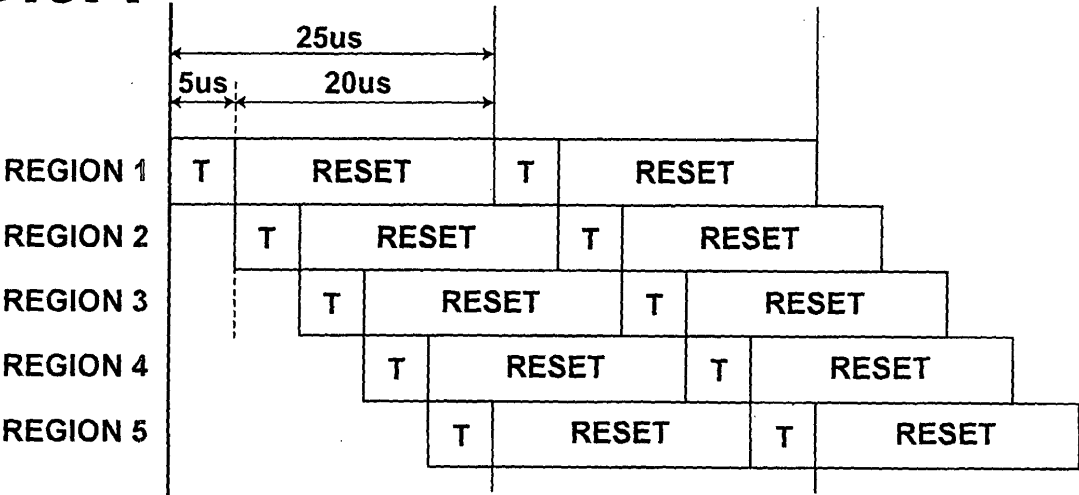 25us
5us 20us
REGION 1 T RESET T RESET
REGION 2 T RESET T RESET
REGION 3 T RESET T RESET
REGION 4 T RESET T RESET
REGION 5 T RESET T RESET